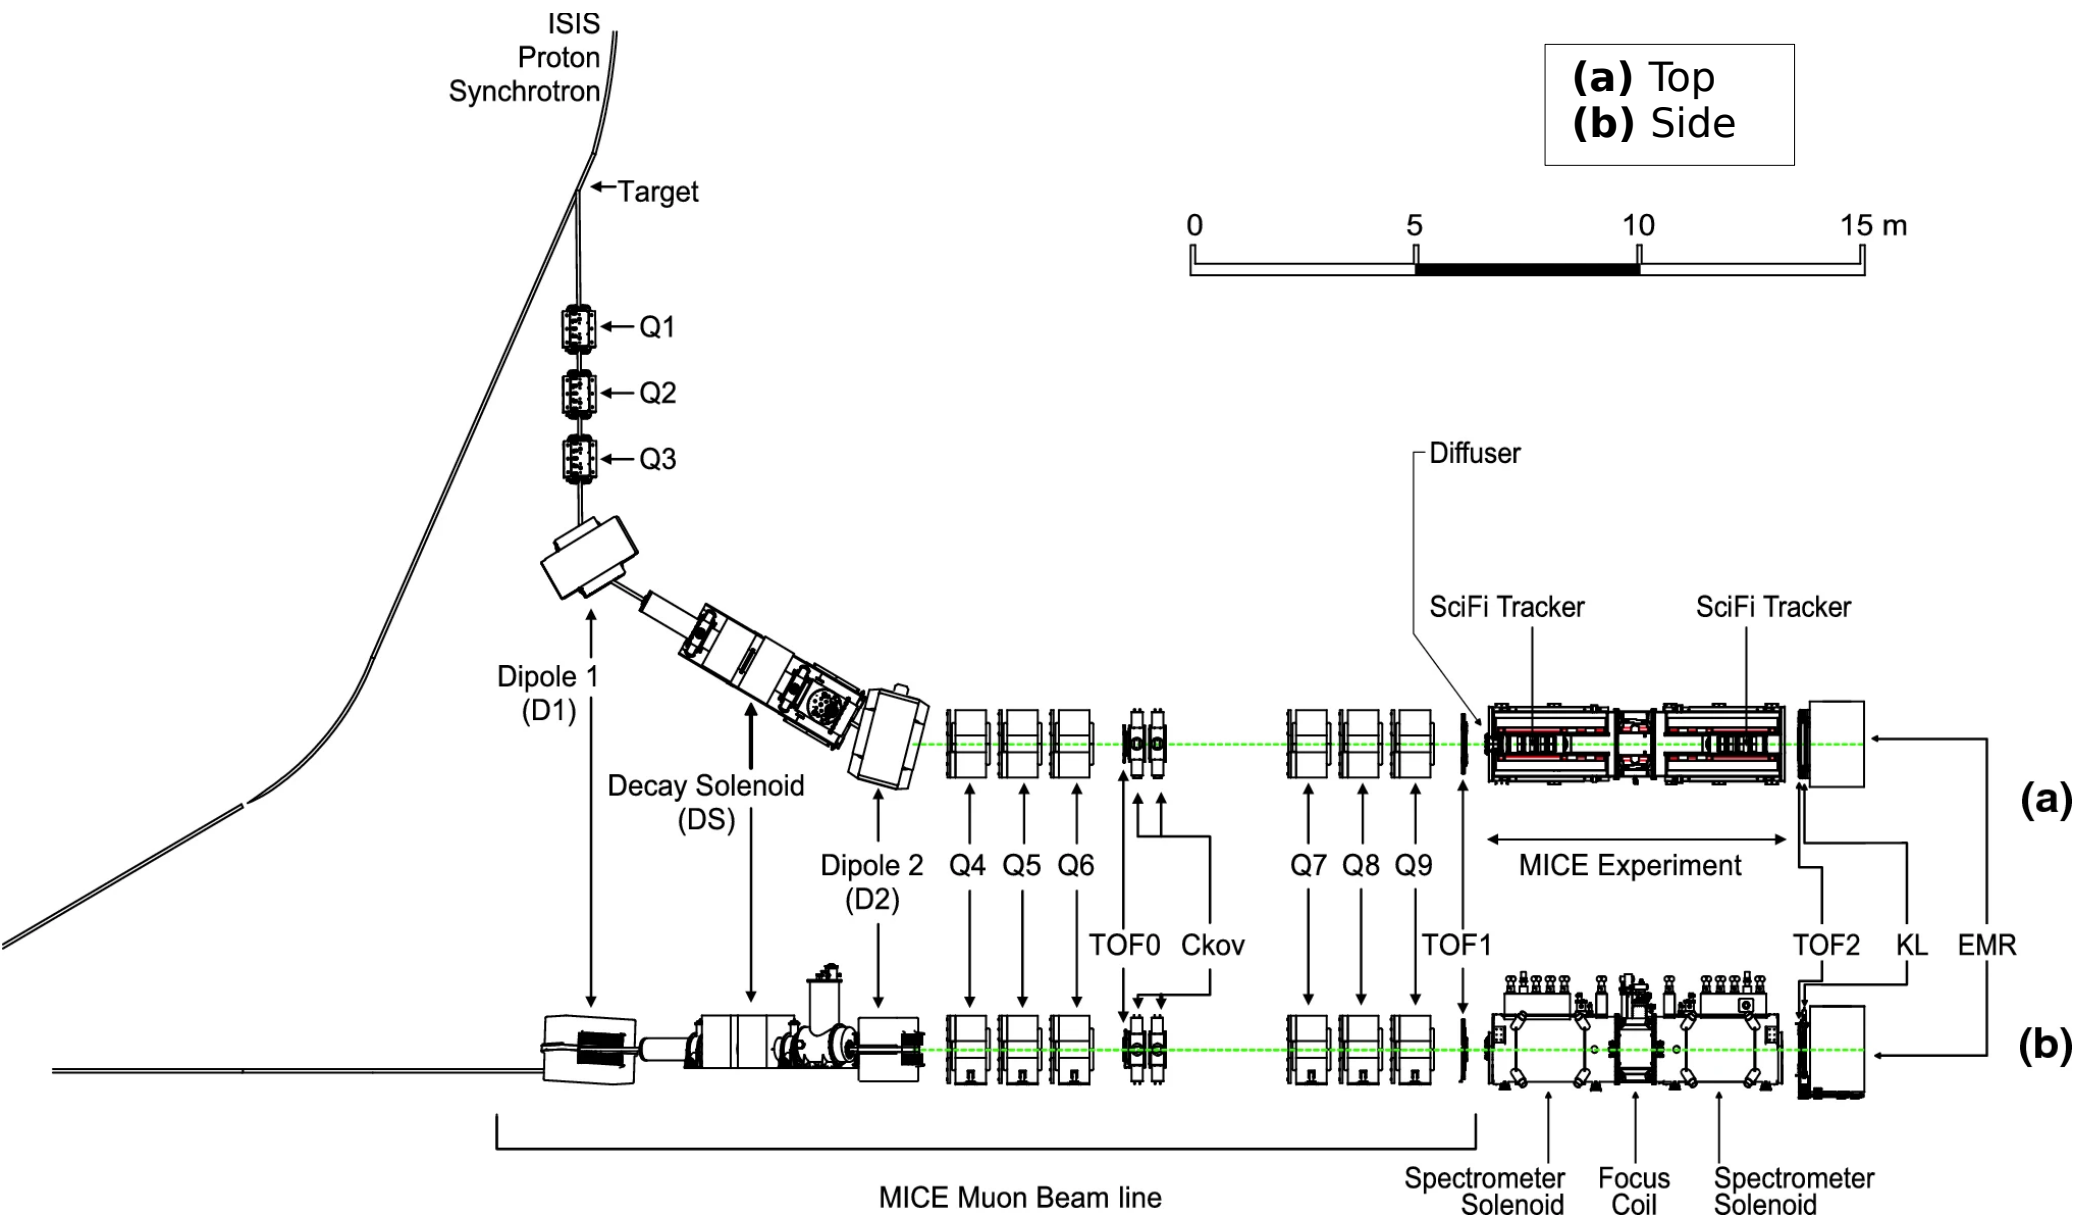 ISIS
Proton
Synchrotron
(a) Top
(b) Side
Target
0 5 10 15 m
Q1
Q2
Q3
Diffuser
SciFi Tracker SciFi Tracker
Dipole 1
(D1)
Decay Solenoid
(DS)
(a)
Dipole 2
(D2)
Q4 Q5 Q6 Q7 Q8 Q9 MICE Experiment
TOF0 Ckov TOF1 TOF2 KL EMR
(b)
MICE Muon Beam line
Spectrometer
Solenoid
Focus
Coil
Spectrometer
Solenoid